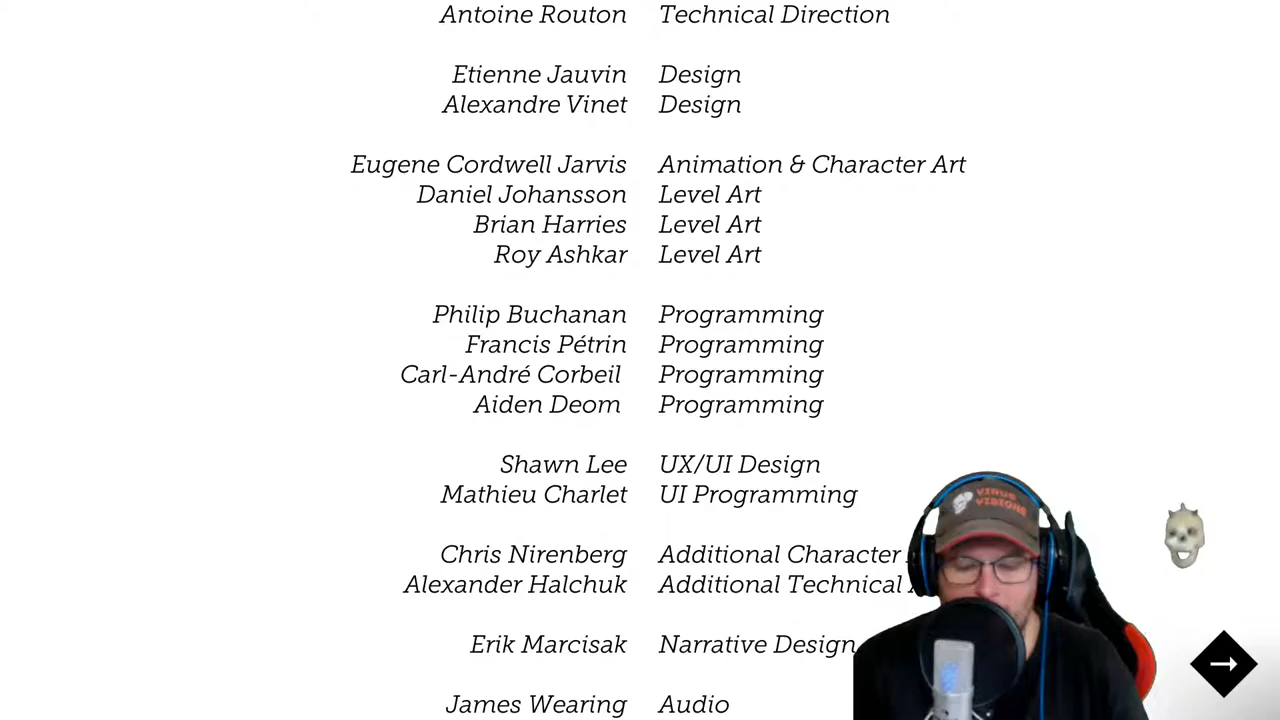 Antoine Routon Technical Direction
Etienne Jauvin Design
Alexandre Vinet Design
Eugene Cordwell Jarvis Animation & Character Art
Daniel Johansson Level Art
Brian Harries Level Art
Roy Ashkar Level Art
Philip Buchanan Programming
Francis Pétrin Programming
Carl-André Corbeil Programming
Aiden Deom Programming
Shawn Lee UX/UI Design
Mathieu Charlet UI Programming
Chris Nirenberg Additional Character
Alexander Halchuk Additional Technical
Erik Marcisak Narrative Design
James Wearing Audio
VIRUS
VISIONS